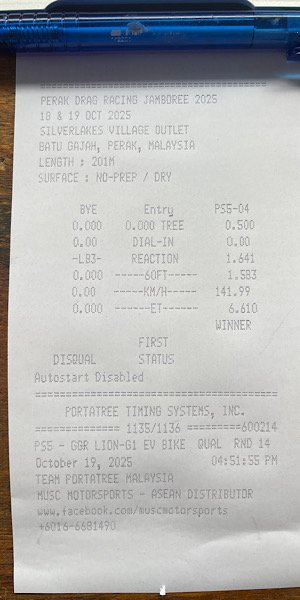 ================================================
PERAK DRAG RACING JAMBOREE 2025
18 & 19 OCT 2025
SILVERLAKES VILLAGE OUTLET
BATU GAJAH, PERAK, MALAYSIA
LENGTH : 201M
SURFACE : NO-PREP / DRY
BYE Entry PS5-04
0.000 0.000 TREE 0.500
0.00 DIAL-IN 0.00
-LB3- REACTION 1.641
0.000 -----60FT----- 1.583
0.00 -----KM/H----- 141.99
0.000 ------ET------ 6.610
WINNER
FIRST
DISQUAL STATUS
Autostart Disabled
================================================
PORTATREE TIMING SYSTEMS, INC.
============== 1135/1136 =========600214
PS5 - GGR LION-G1 EV BIKE QUAL RND 14
October 19, 2025 04:51:55 PM
TEAM PORTATREE MALAYSIA
MUSC MOTORSPORTS - ASEAN DISTRIBUTOR
www.facebook.com/muscmotorsports
+6016-6681490